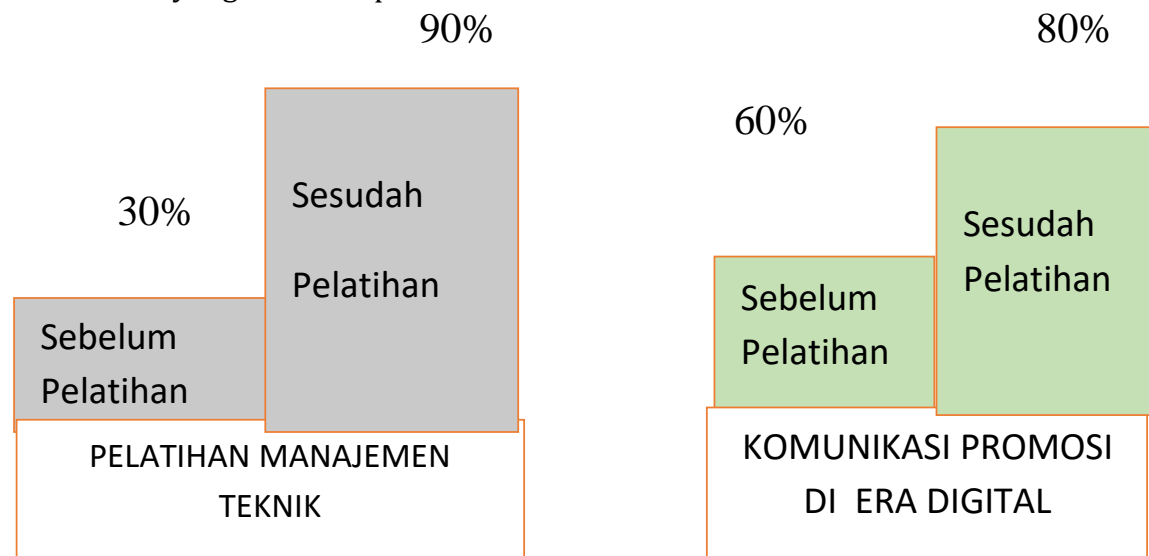 90%
30%
Sesudah
Pelatihan
Sebelum
Pelatihan
PELATIHAN MANAJEMEN
TEKNIK
80%
60%
Sesudah
Pelatihan
Sebelum
Pelatihan
KOMUNIKASI PROMOSI
DI ERA DIGITAL